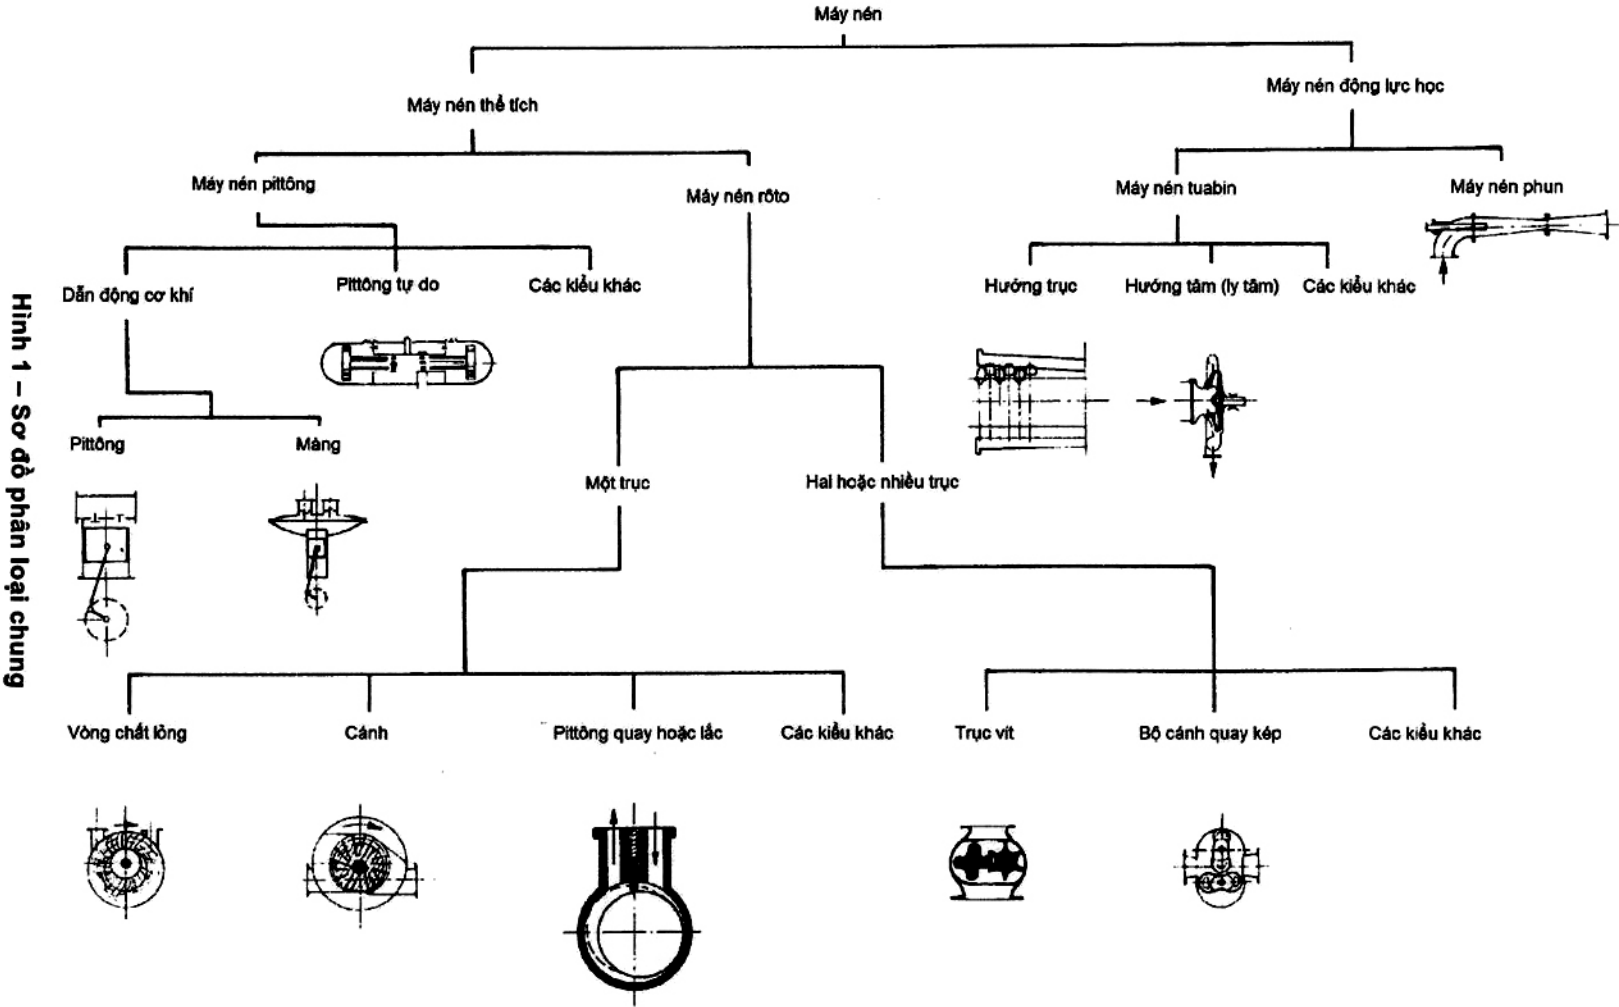 Máy nén
Máy nén thể tích
Máy nén động lực học
Máy nén pittông
Máy nén rôto
Máy nén tuabin
Máy nén phun
Dẫn động cơ khí
Pittông tự do
Các kiểu khác
Hướng trục
Hướng tâm (ly tâm)
Các kiểu khác
Pittông
Màng
Một trục
Hai hoặc nhiều trục
Vòng chất lỏng
Cánh
Pittông quay hoặc lắc
Các kiểu khác
Trục vít
Bộ cánh quay kép
Các kiểu khác
Hình 1 – Sơ đồ phân loại chung